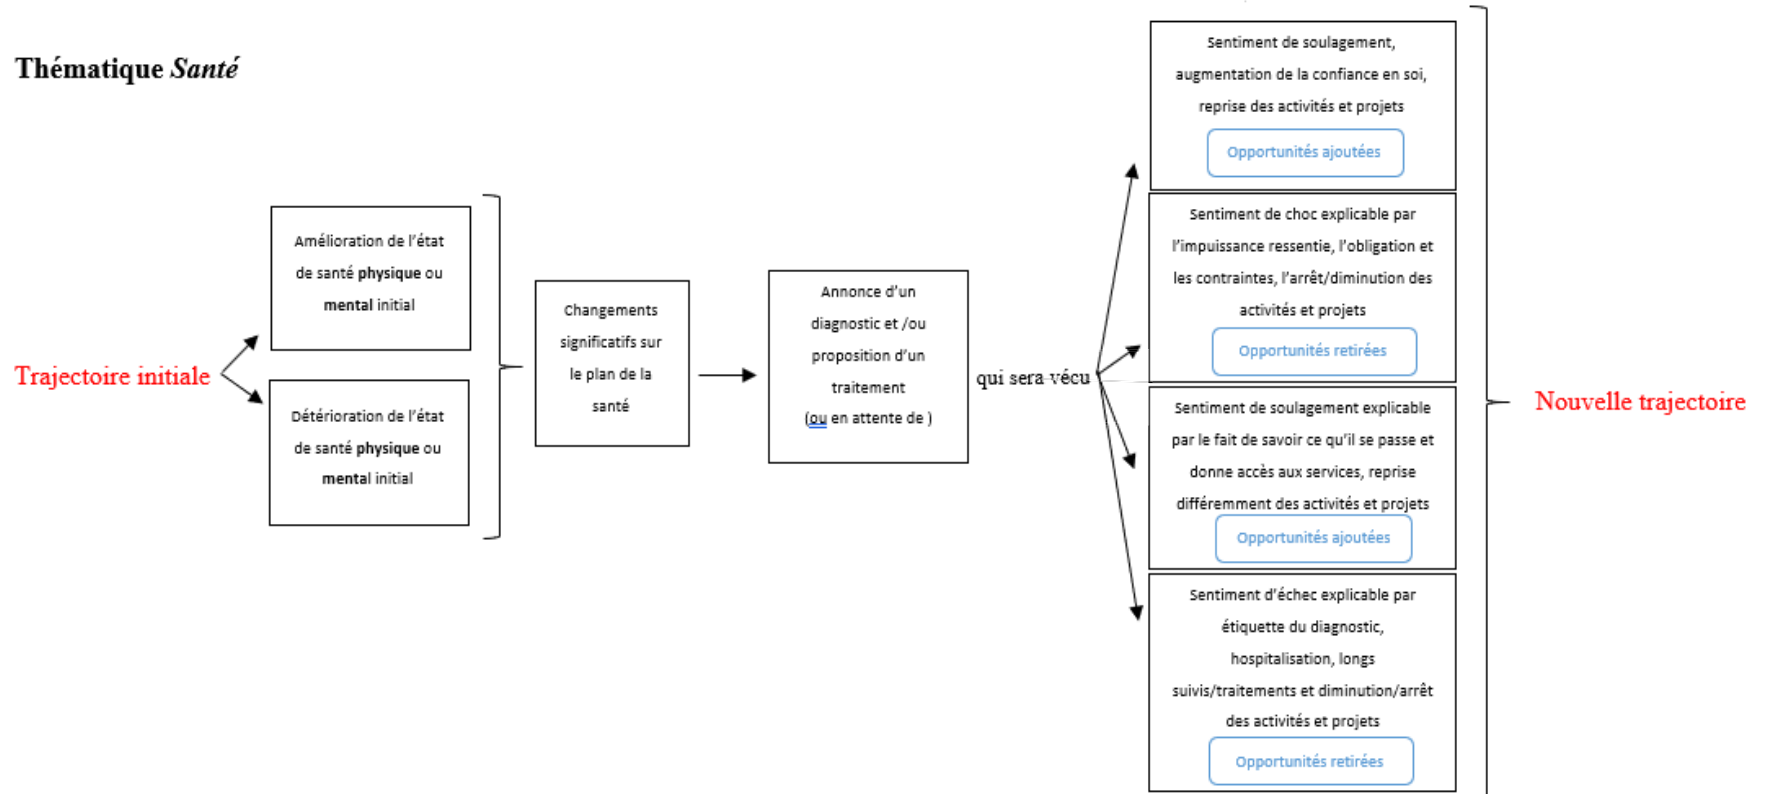 Thématique Santé
Trajectoire initiale
Amélioration de l'état
de santé physique ou
mental initial
Détérioration de l'état
de santé physique ou
mental initial
Changements
significatifs sur
le plan de la
santé
Annonce d'un
diagnostic et /ou
proposition d'un
traitement
(ou en attente de )
qui sera vécu
Sentiment de soulagement,
augmentation de la confiance en soi,
reprise des activités et projets
Opportunités ajoutées
Sentiment de choc explicable par
l'impuissance ressentie, l'obligation et
les contraintes, l'arrêt/diminution des
activités et projets
Opportunités retirées
Sentiment de soulagement explicable
par le fait de savoir ce qu'il se passe et
donne accès aux services, reprise
différemment des activités et projets
Opportunités ajoutées
Sentiment d'échec explicable par
étiquette du diagnostic,
hospitalisation, longs
suivis/traitements et diminution/arrêt
des activités et projets
Opportunités retirées
Nouvelle trajectoire